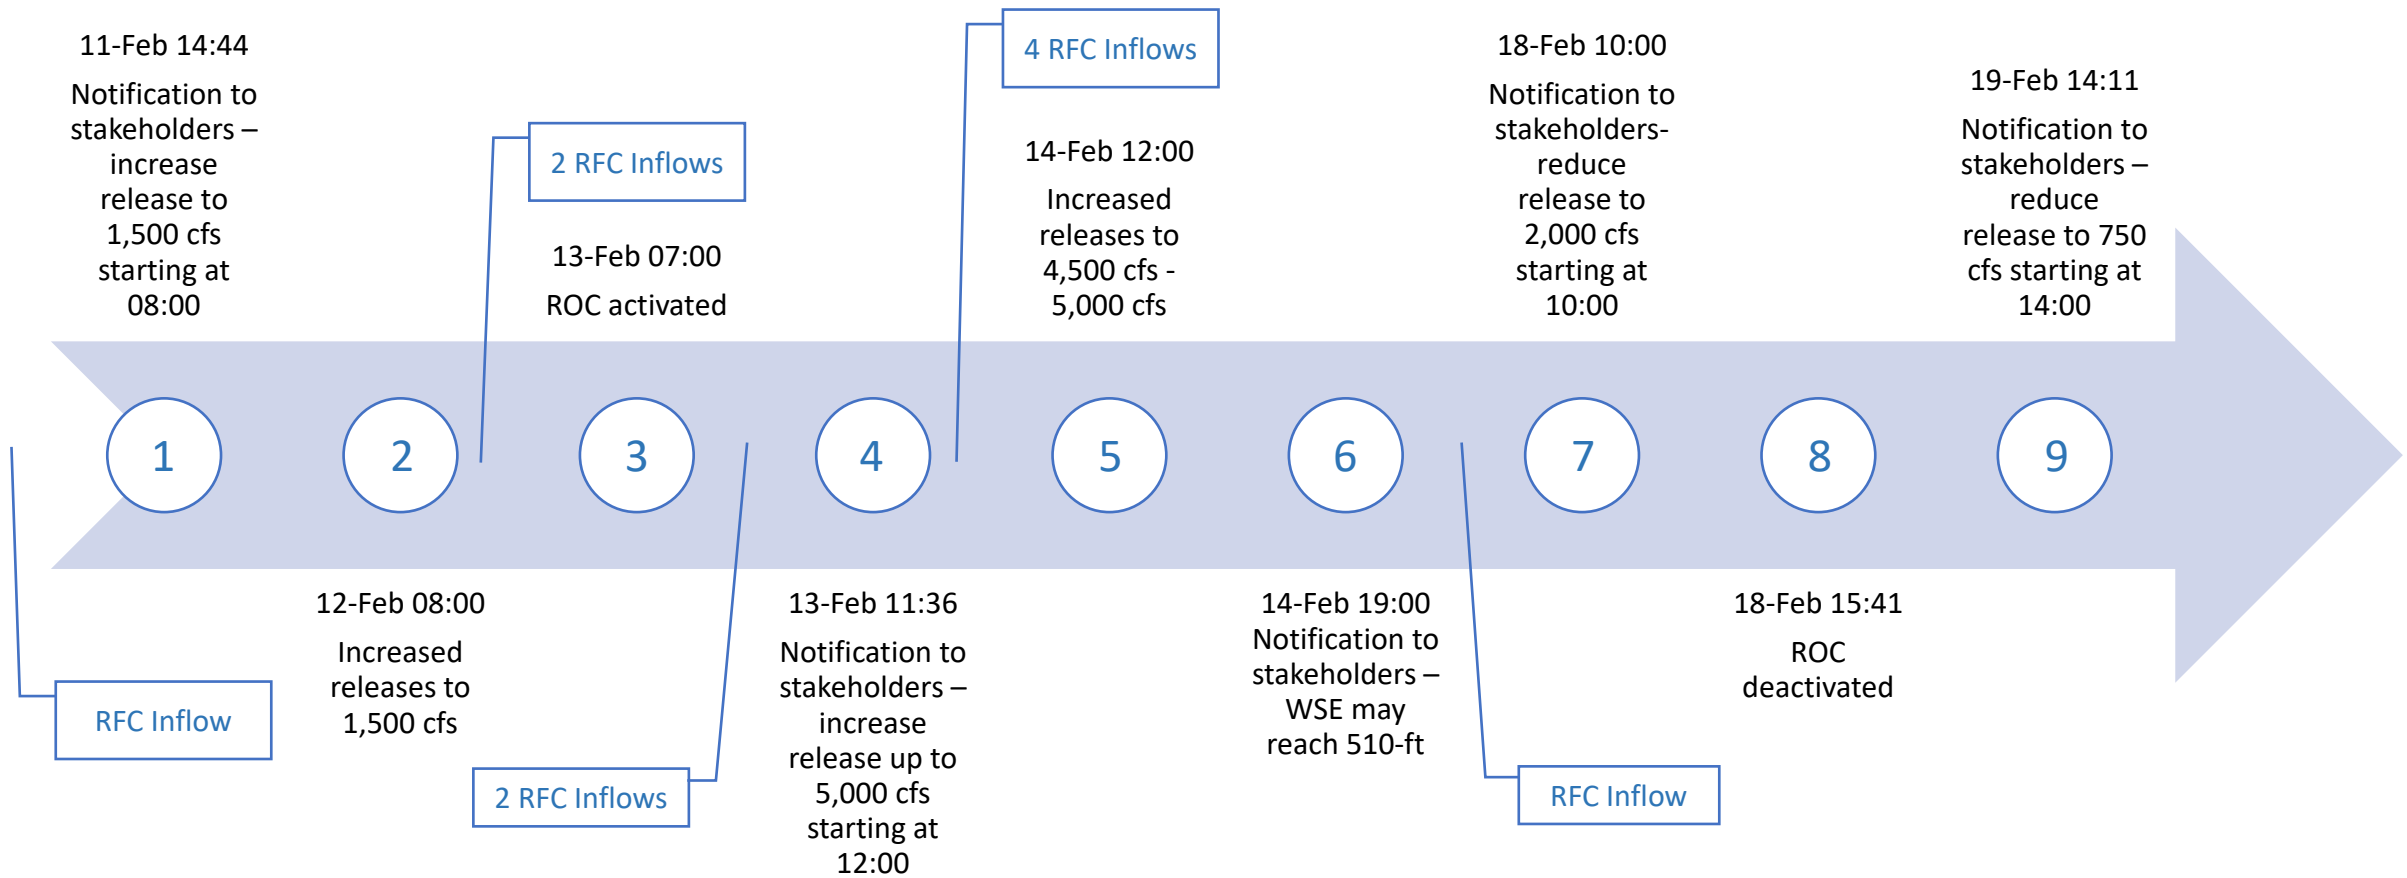 11-Feb 14:44
Notification to
stakeholders –
increase
release to
1,500 cfs
starting at
08:00
2 RFC Inflows
13-Feb 07:00
ROC activated
4 RFC Inflows
14-Feb 12:00
Increased
releases to
4,500 cfs -
5,000 cfs
18-Feb 10:00
Notification to
stakeholders-
reduce
release to
2,000 cfs
starting at
10:00
19-Feb 14:11
Notification to
stakeholders –
reduce
release to 750
cfs starting at
14:00
1
2
3
4
5
6
7
8
9
RFC Inflow
12-Feb 08:00
Increased
releases to
1,500 cfs
2 RFC Inflows
13-Feb 11:36
Notification to
stakeholders –
increase
release up to
5,000 cfs
starting at
12:00
14-Feb 19:00
Notification to
stakeholders –
WSE may
reach 510-ft
RFC Inflow
18-Feb 15:41
ROC
deactivated